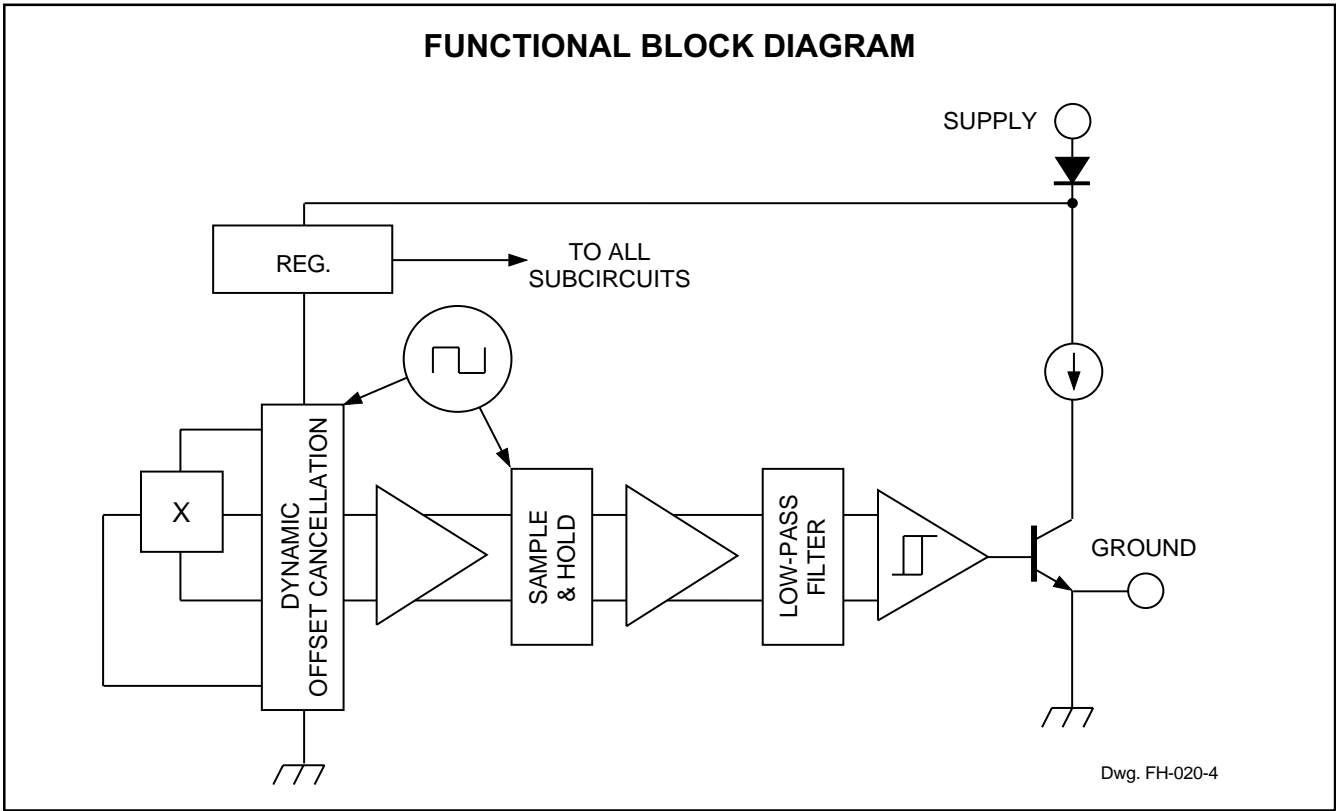 FUNCTIONAL BLOCK DIAGRAM
SUPPLY
REG.
TO ALL
SUBCIRCUITS
X
DYNAMIC
OFFSET CANCELLATION
SAMPLE
& HOLD
LOW-PASS
FILTER
GROUND
Dwg. FH-020-4